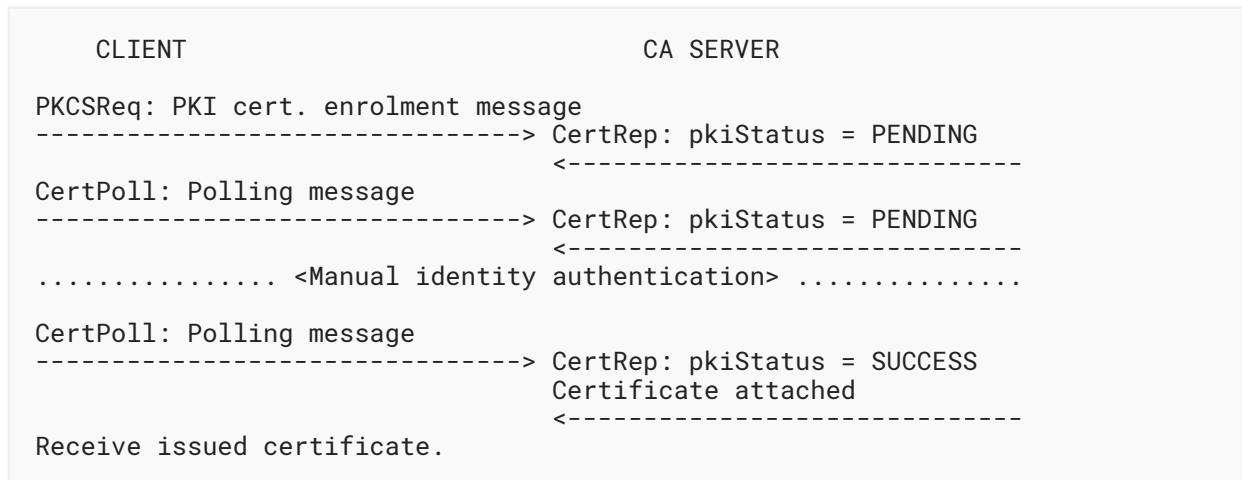 CLIENT                              CA SERVER
PKCSReq: PKI cert. enrolment message
--------------------------------> CertRep: pkiStatus = PENDING
<------------------------------
CertPoll: Polling message
--------------------------------> CertRep: pkiStatus = PENDING
<------------------------------
................ <Manual identity authentication> ...............
CertPoll: Polling message
--------------------------------> CertRep: pkiStatus = SUCCESS
Certificate attached
<------------------------------
Receive issued certificate.